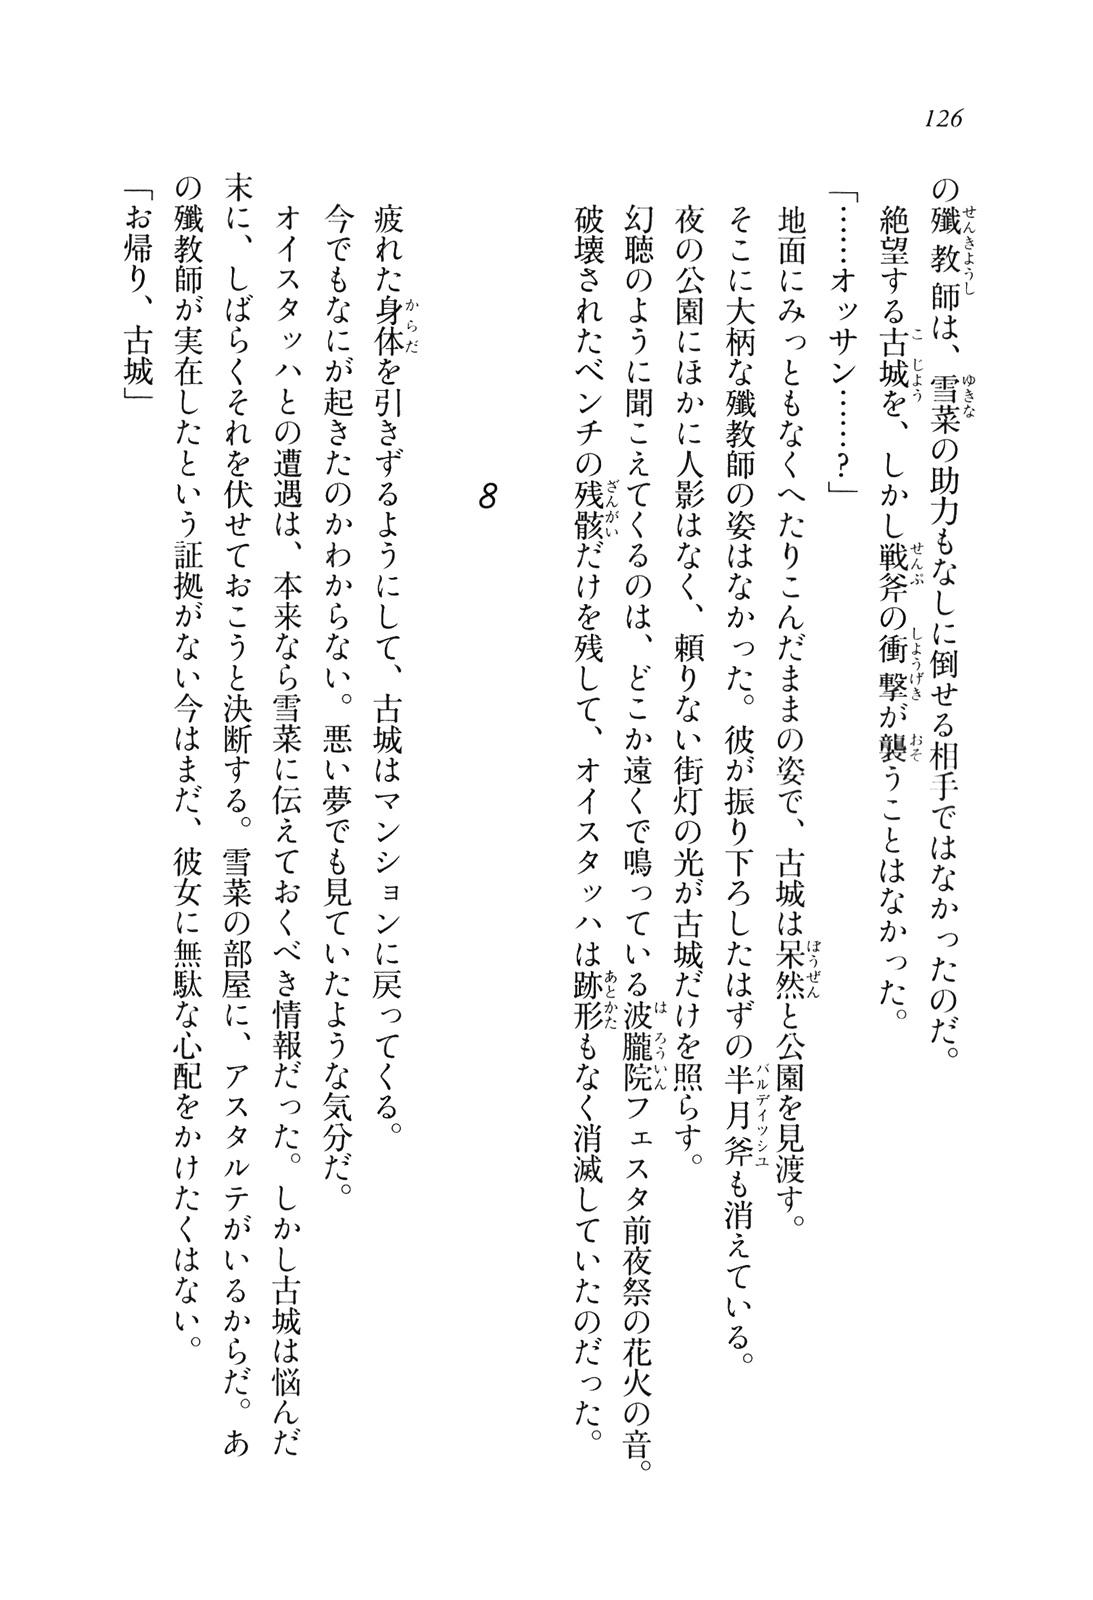 126
の殲教師は、雪菜の助力もなしに倒せる相手ではなかったのだ。
　絶望する古城を、しかし戦斧の衝撃が襲うことはなかった。
「……オッサン……？」
　地面にみっともなくへたりこんだままの姿で、古城は呆然と公園を見渡す。
　そこに大柄な殲教師の姿はなかった。彼が振り下ろしたはずの半月斧も消えている。
　夜の公園にほかに人影はなく、頼りない街灯の光が古城だけを照らす。
　幻聴のように聞こえてくるのは、どこか遠くで鳴っている波朧院フェスタ前夜祭の花火の音。
　破壊されたベンチの残骸だけを残して、オイスタッハは跡形もなく消滅していたのだった。
8
　疲れた身体を引きずるようにして、古城はマンションに戻ってくる。
　今でもなにが起きたのかわからない。悪い夢でも見ていたような気分だ。
　オイスタッハとの遭遇は、本来なら雪菜に伝えておくべき情報だった。しかし古城は悩んだ
末に、しばらくそれを伏せておこうと決断する。雪菜の部屋に、アスタルテがいるからだ。あ
の殲教師が実在したという証拠がない今はまだ、彼女に無駄な心配をかけたくはない。
「お帰り、古城」